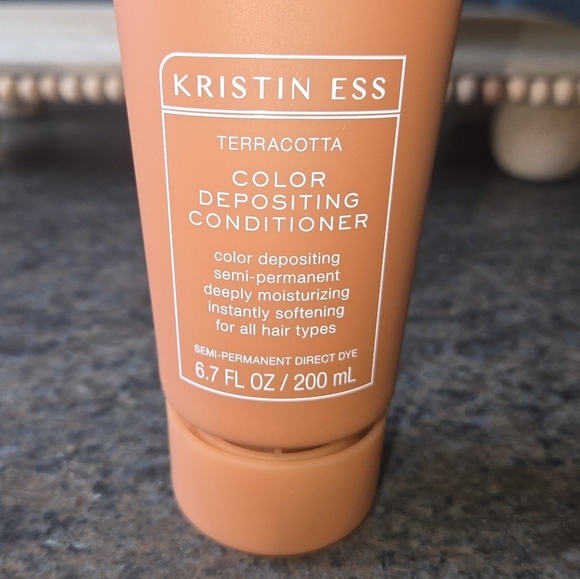 KRISTIN ESS
TERRACOTTA
COLOR
DEPOSITING
CONDITIONER
color depositing
semi-permanent
deeply moisturizing
instantly softening
for all hair types
SEMI-PERMANENT DIRECT DYE
6.7 FL OZ / 200 mL